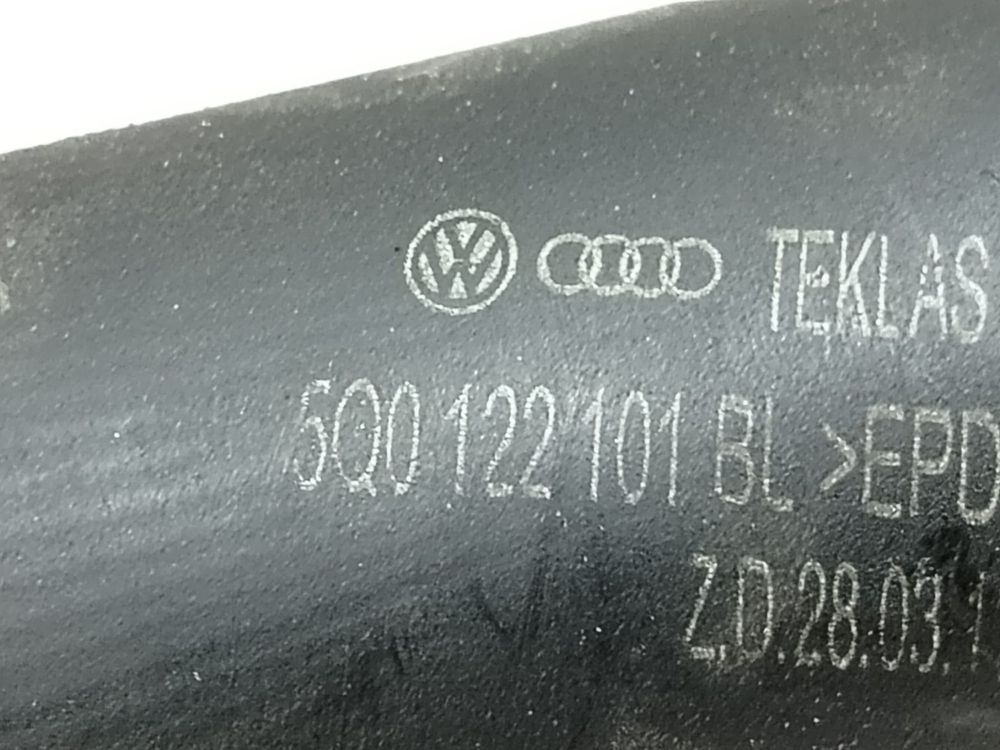 TEKLAS
5Q0 122 101 BL >EPD
Z.D.28.03.1